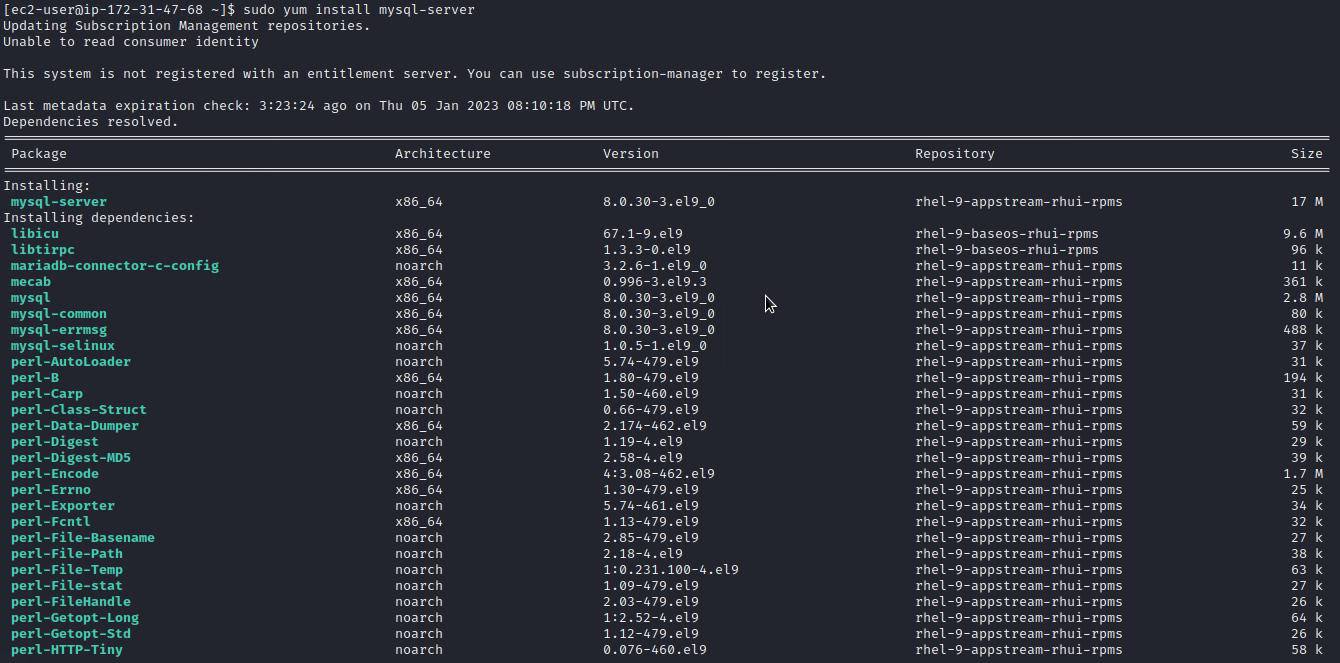 [ec2-user@ip-172-31-47-68 ~]$ sudo yum install mysql-server
Updating Subscription Management repositories.
Unable to read consumer identity
This system is not registered with an entitlement server. You can use subscription-manager to register.
Last metadata expiration check: 3:23:24 ago on Thu 05 Jan 2023 08:10:18 PM UTC.
Dependencies resolved.
Package Architecture Version Repository Size
Installing:
mysql-server x86_64 8.0.30-3.el9_0 rhel-9-appstream-rhui-rpms 17 M
Installing dependencies:
libicu x86_64 67.1-9.el9 rhel-9-baseos-rhui-rpms 9.6 M
libtirpc x86_64 1.3.3-0.el9 rhel-9-baseos-rhui-rpms 96 k
mariadb-connector-c-config noarch 3.2.6-1.el9_0 rhel-9-appstream-rhui-rpms 11 k
mecab x86_64 0.996-3.el9.3 rhel-9-appstream-rhui-rpms 361 k
mysql x86_64 8.0.30-3.el9_0 rhel-9-appstream-rhui-rpms 2.8 M
mysql-common x86_64 8.0.30-3.el9_0 rhel-9-appstream-rhui-rpms 80 k
mysql-errmsg x86_64 8.0.30-3.el9_0 rhel-9-appstream-rhui-rpms 488 k
mysql-selinux noarch 1.0.5-1.el9_0 rhel-9-appstream-rhui-rpms 37 k
perl-AutoLoader noarch 5.74-479.el9 rhel-9-appstream-rhui-rpms 31 k
perl-B x86_64 1.80-479.el9 rhel-9-appstream-rhui-rpms 194 k
perl-Carp noarch 1.50-460.el9 rhel-9-appstream-rhui-rpms 31 k
perl-Class-Struct noarch 0.66-479.el9 rhel-9-appstream-rhui-rpms 32 k
perl-Data-Dumper x86_64 2.174-462.el9 rhel-9-appstream-rhui-rpms 59 k
perl-Digest noarch 1.19-4.el9 rhel-9-appstream-rhui-rpms 29 k
perl-Digest-MD5 x86_64 2.58-4.el9 rhel-9-appstream-rhui-rpms 39 k
perl-Encode x86_64 4:3.08-462.el9 rhel-9-appstream-rhui-rpms 1.7 M
perl-Errno x86_64 1.30-479.el9 rhel-9-appstream-rhui-rpms 25 k
perl-Exporter noarch 5.74-461.el9 rhel-9-appstream-rhui-rpms 34 k
perl-Fcntl x86_64 1.13-479.el9 rhel-9-appstream-rhui-rpms 32 k
perl-File-Basename noarch 2.85-479.el9 rhel-9-appstream-rhui-rpms 27 k
perl-File-Path noarch 2.18-4.el9 rhel-9-appstream-rhui-rpms 38 k
perl-File-Temp noarch 1:0.231.100-4.el9 rhel-9-appstream-rhui-rpms 63 k
perl-File-stat noarch 1.09-479.el9 rhel-9-appstream-rhui-rpms 27 k
perl-FileHandle noarch 2.03-479.el9 rhel-9-appstream-rhui-rpms 26 k
perl-Getopt-Long noarch 1:2.52-4.el9 rhel-9-appstream-rhui-rpms 64 k
perl-Getopt-Std noarch 1.12-479.el9 rhel-9-appstream-rhui-rpms 26 k
perl-HTTP-Tiny noarch 0.076-460.el9 rhel-9-appstream-rhui-rpms 58 k